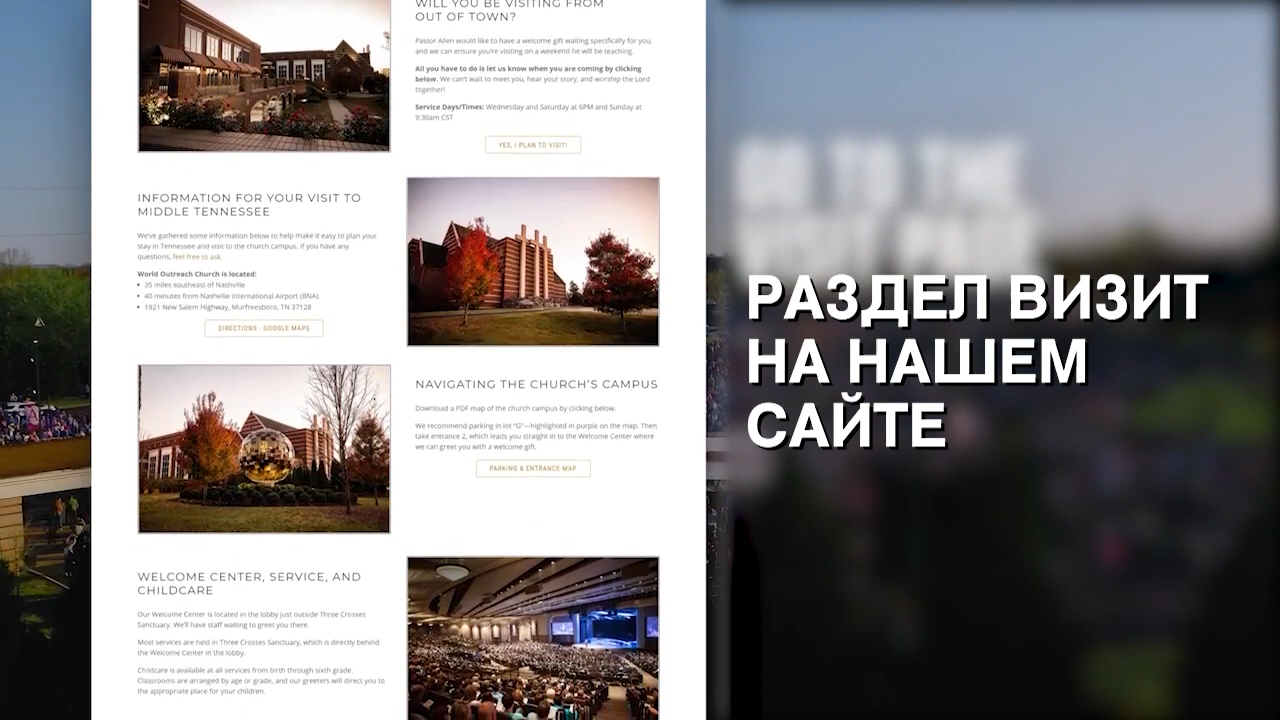 WILL YOU BE VISITING FROM
OUT OF TOWN?
Pastor Allen would like to have a welcome gift waiting specifically for you,
and we can ensure you're visiting on a weekend he will be teaching.
All you have to do is let us know when you are coming by clicking
below. We can't wait to meet you, hear your story, and worship the Lord
together!
Service Days/Times: Wednesday and Saturday at 6PM and Sunday at
9:30am CST
YES, I PLAN TO VISIT!
INFORMATION FOR YOUR VISIT TO
MIDDLE TENNESSEE
We've gathered some information below to help make it easy to plan your
stay in Tennessee and visit to the church campus. If you have any
questions, feel free to ask.
World Outreach Church is located:
• 35 miles southeast of Nashville
• 40 minutes from Nashville International Airport (BNA).
• 1921 New Salem Highway, Murfreesboro, TN 37128
DIRECTIONS - GOOGLE MAPS
NAVIGATING THE CHURCH'S CAMPUS
Download a PDF map of the church campus by clicking below.
We recommend parking in lot "G"—highlighted in purple on the map. Then
take entrance 2, which leads you straight in to the Welcome Center where
we can greet you with a welcome gift.
PARKING & ENTRANCE MAP
WELCOME CENTER, SERVICE, AND
CHILDCARE
Our Welcome Center is located in the lobby just outside Three Crosses
Sanctuary. We'll have staff waiting to greet you there.
Most services are held in Three Crosses Sanctuary, which is directly behind
the Welcome Center in the lobby.
Childcare is available at all services from birth through sixth grade.
Classrooms are arranged by age or grade, and our greeters will direct you to
the appropriate place for your children.
РАЗДЕЛ ВИЗИТ
НА НАШЕМ
САЙТЕ